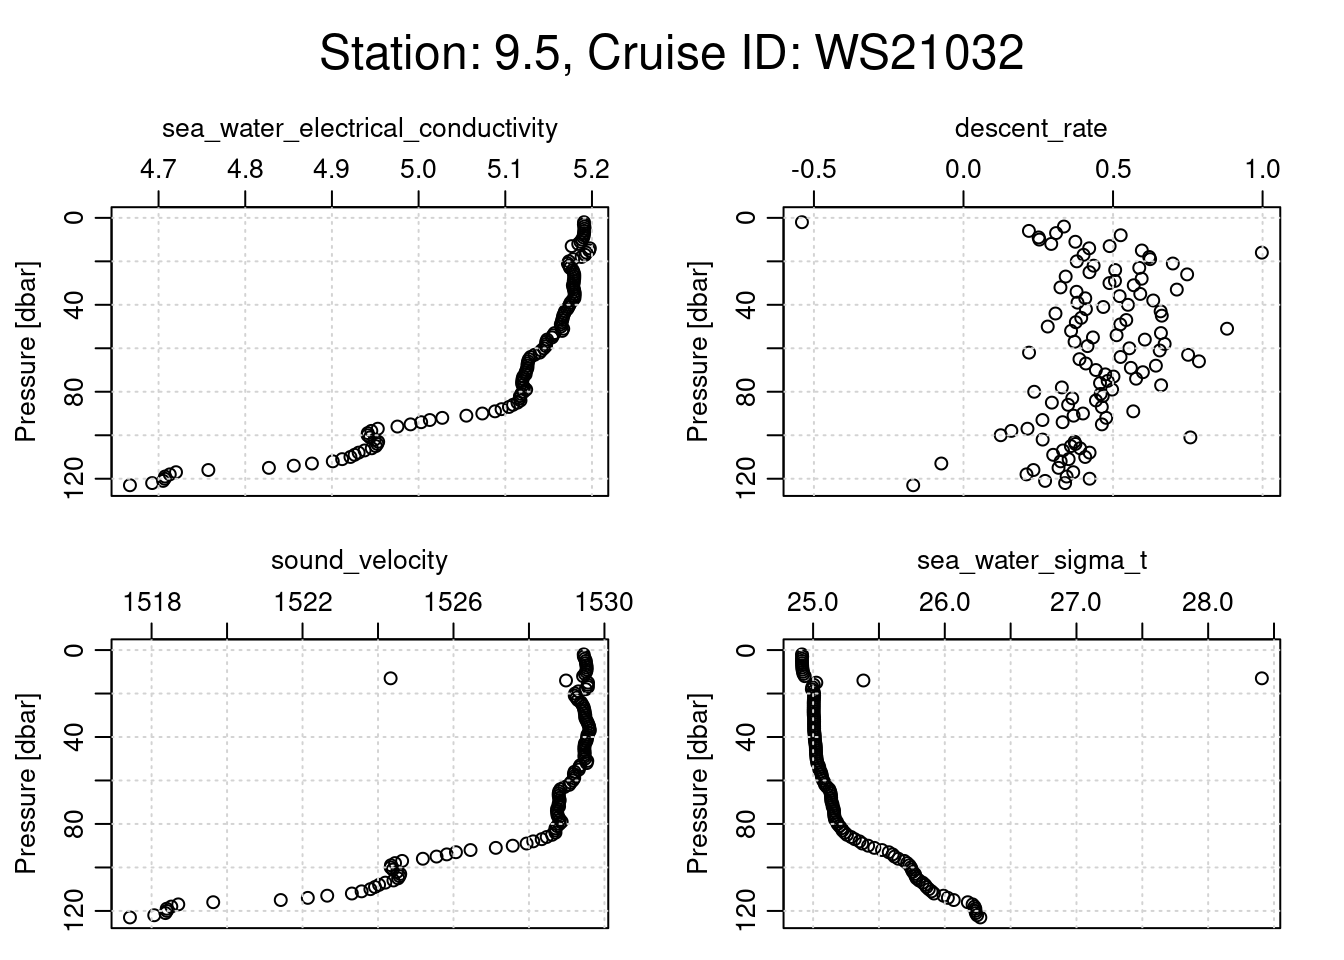 Station: 9.5, Cruise ID: WS21032
sea_water_electrical_conductivity
4.7 4.8 4.9 5.0 5.1 5.2
Pressure [dbar]
0
40
80
120
descent_rate
-0.5 0.0 0.5 1.0
Pressure [dbar]
0
40
80
120
sound_velocity
1518 1522 1526 1530
Pressure [dbar]
0
40
80
120
sea_water_sigma_t
25.0 26.0 27.0 28.0
Pressure [dbar]
0
40
80
120